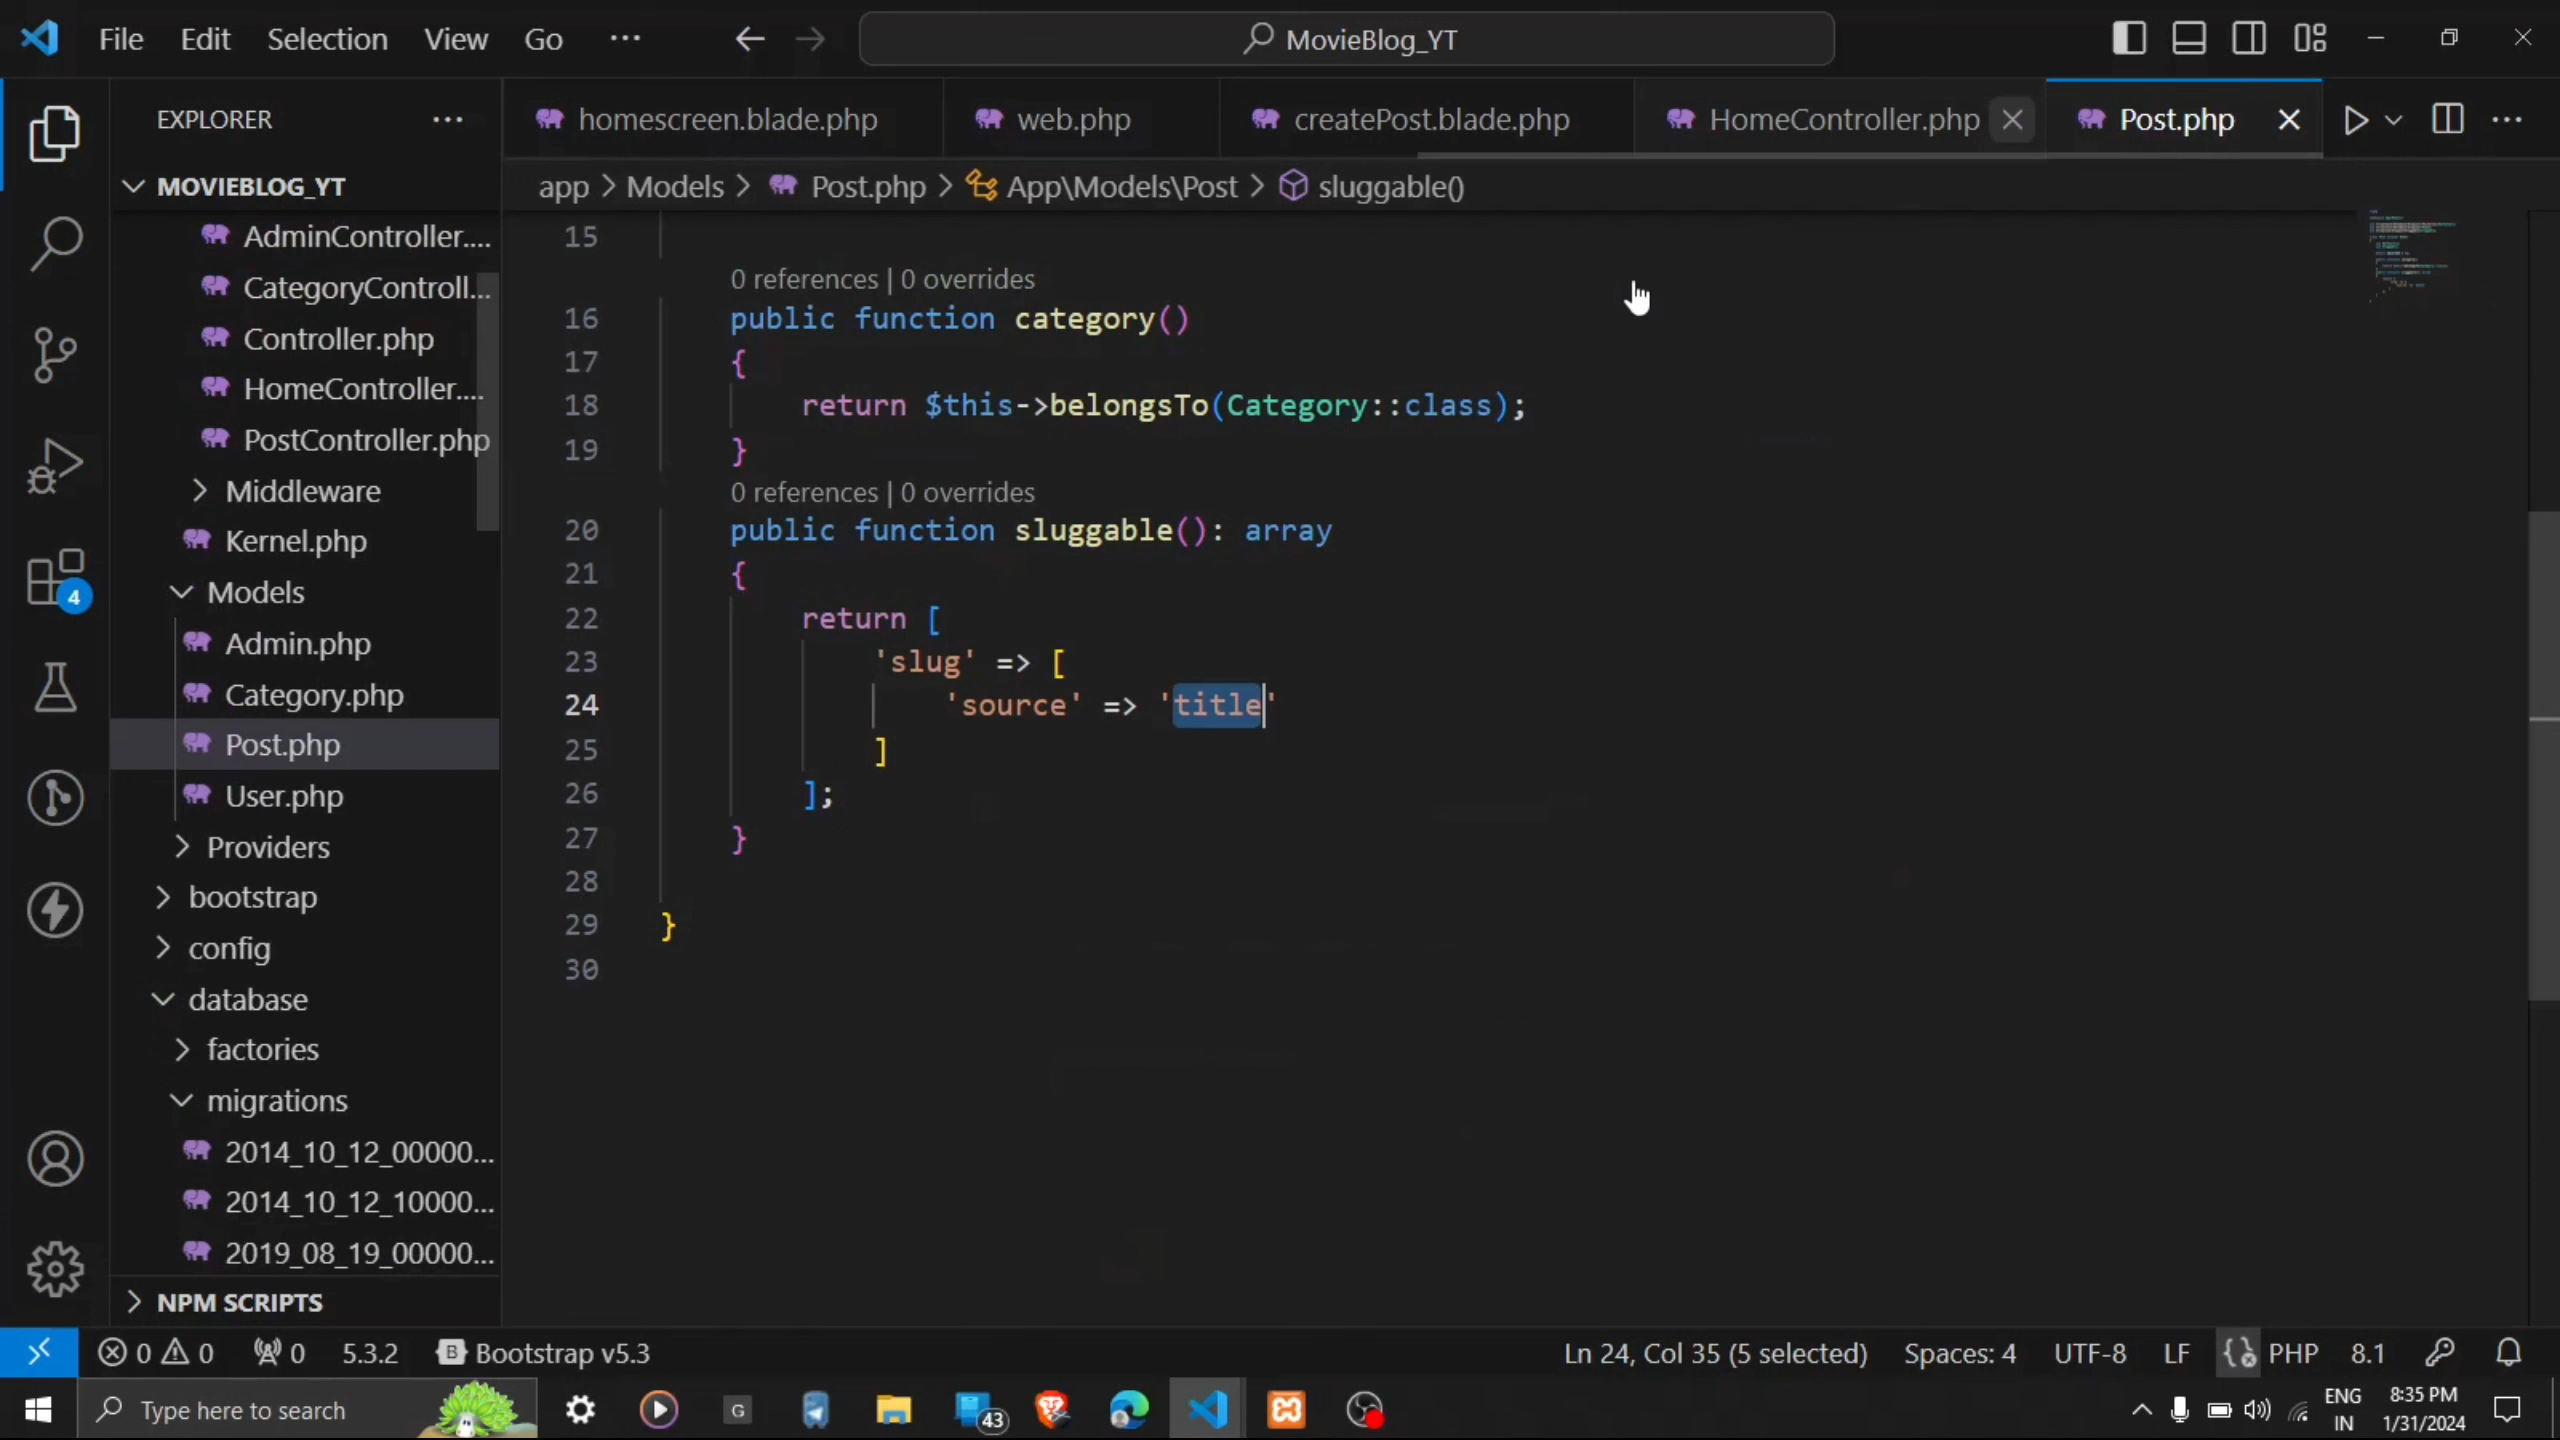 File Edit Selection View Go ··· MovieBlog_YT
EXPLORER ···
MOVIEBLOG_YT
AdminController....
CategoryControll...
Controller.php
HomeController....
PostController.php
Middleware
Kernel.php
Models
Admin.php
Category.php
Post.php
User.php
Providers
bootstrap
config
database
factories
migrations
2014_10_12_00000...
2014_10_12_10000...
2019_08_19_00000...
NPM SCRIPTS
4
homescreen.blade.php web.php createPost.blade.php HomeController.php Post.php ···
app > Models > Post.php > App\Models\Post > sluggable()
15
0 references | 0 overrides
16 public function category()
17 {
18 return $this->belongsTo(Category::class);
19 }
0 references | 0 overrides
20 public function sluggable(): array
21 {
22 return [
23 'slug' => [
24 'source' => 'title'
25 ]
26 ];
27 }
28
29 }
30
0 0 0 5.3.2 B Bootstrap v5.3 Ln 24, Col 35 (5 selected) Spaces: 4 UTF-8 LF PHP 8.1
Type here to search G 43 ENG IN 8:35 PM 1/31/2024